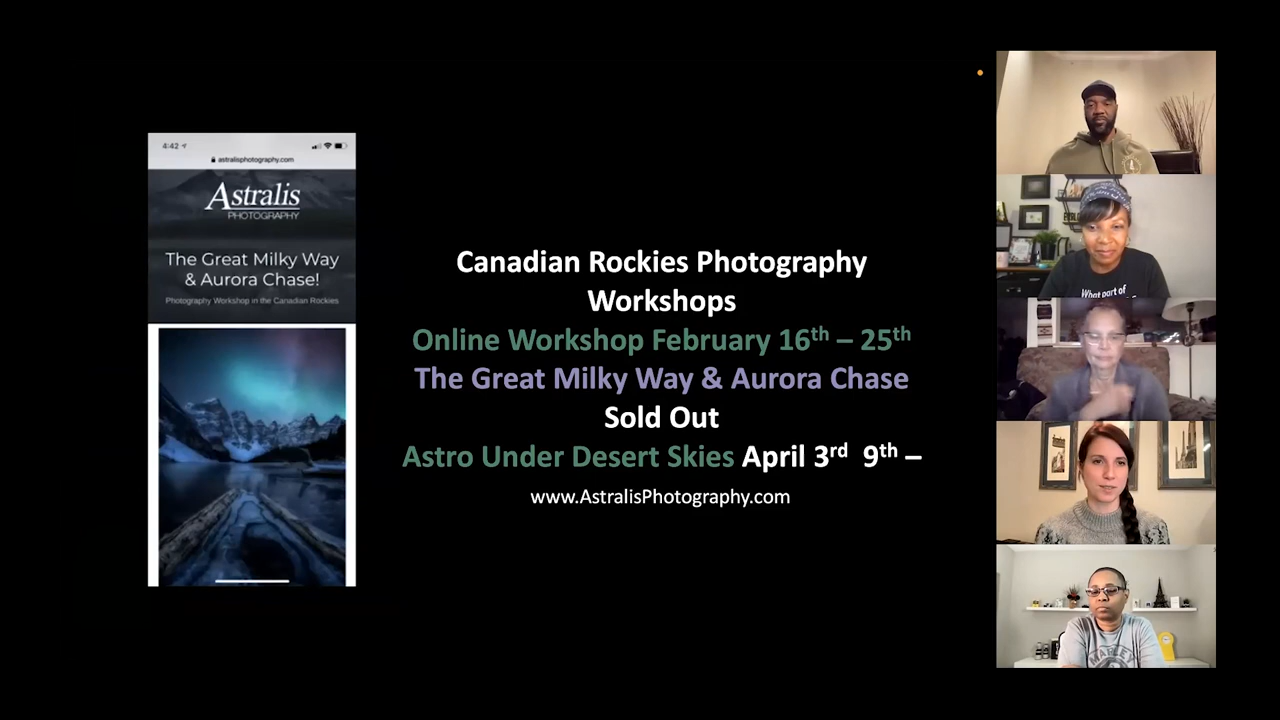 4:42
astralisphotography.com
Astralis
PHOTOGRAPHY
The Great Milky Way
& Aurora Chase!
Photography Workshop in the Canadian Rockies
Canadian Rockies Photography
Workshops
Online Workshop February 16th – 25th
The Great Milky Way & Aurora Chase
Sold Out
Astro Under Desert Skies April 3rd 9th –
www.AstralisPhotography.com
What part of